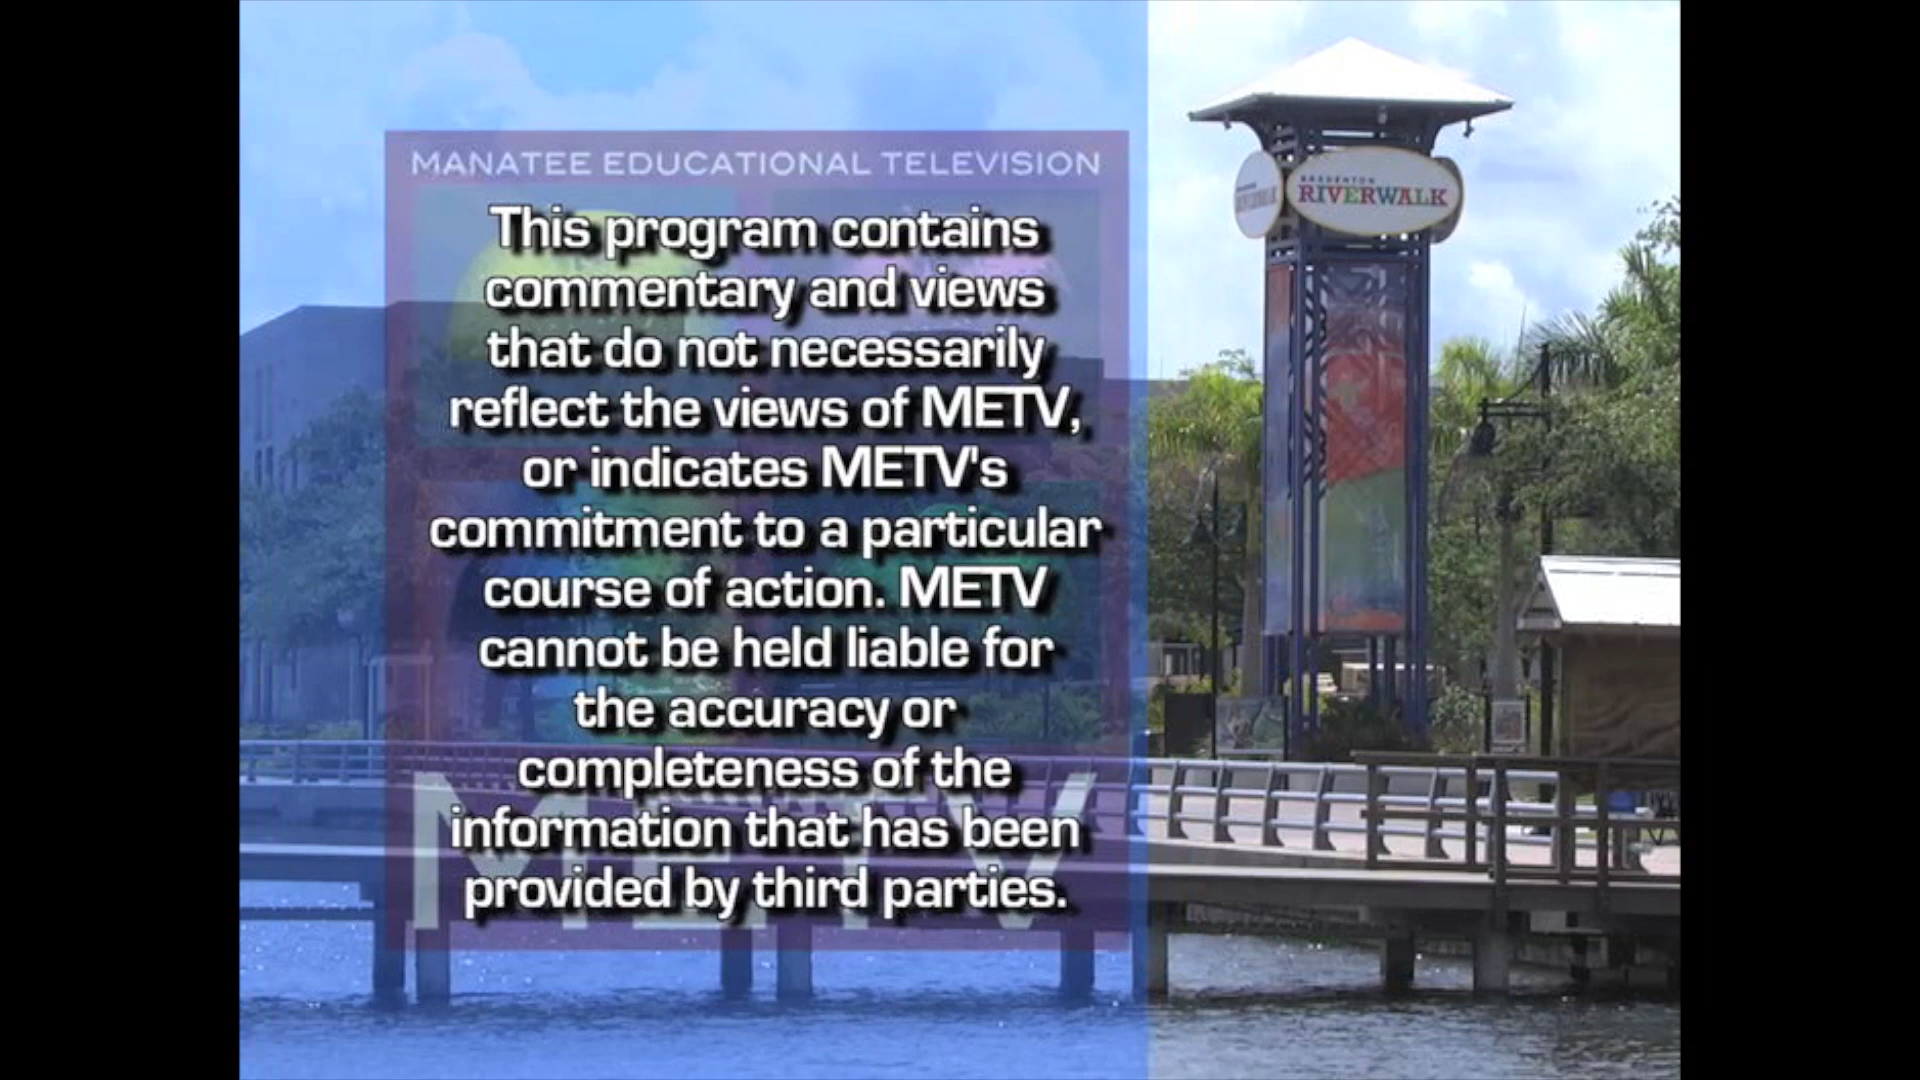 MANATEE EDUCATIONAL TELEVISION
This program contains
commentary and views
that do not necessarily
reflect the views of METV,
or indicates METV's
commitment to a particular
course of action. METV
cannot be held liable for
the accuracy or
completeness of the
information that has been
provided by third parties.
METV
BRADENTON
RIVERWALK